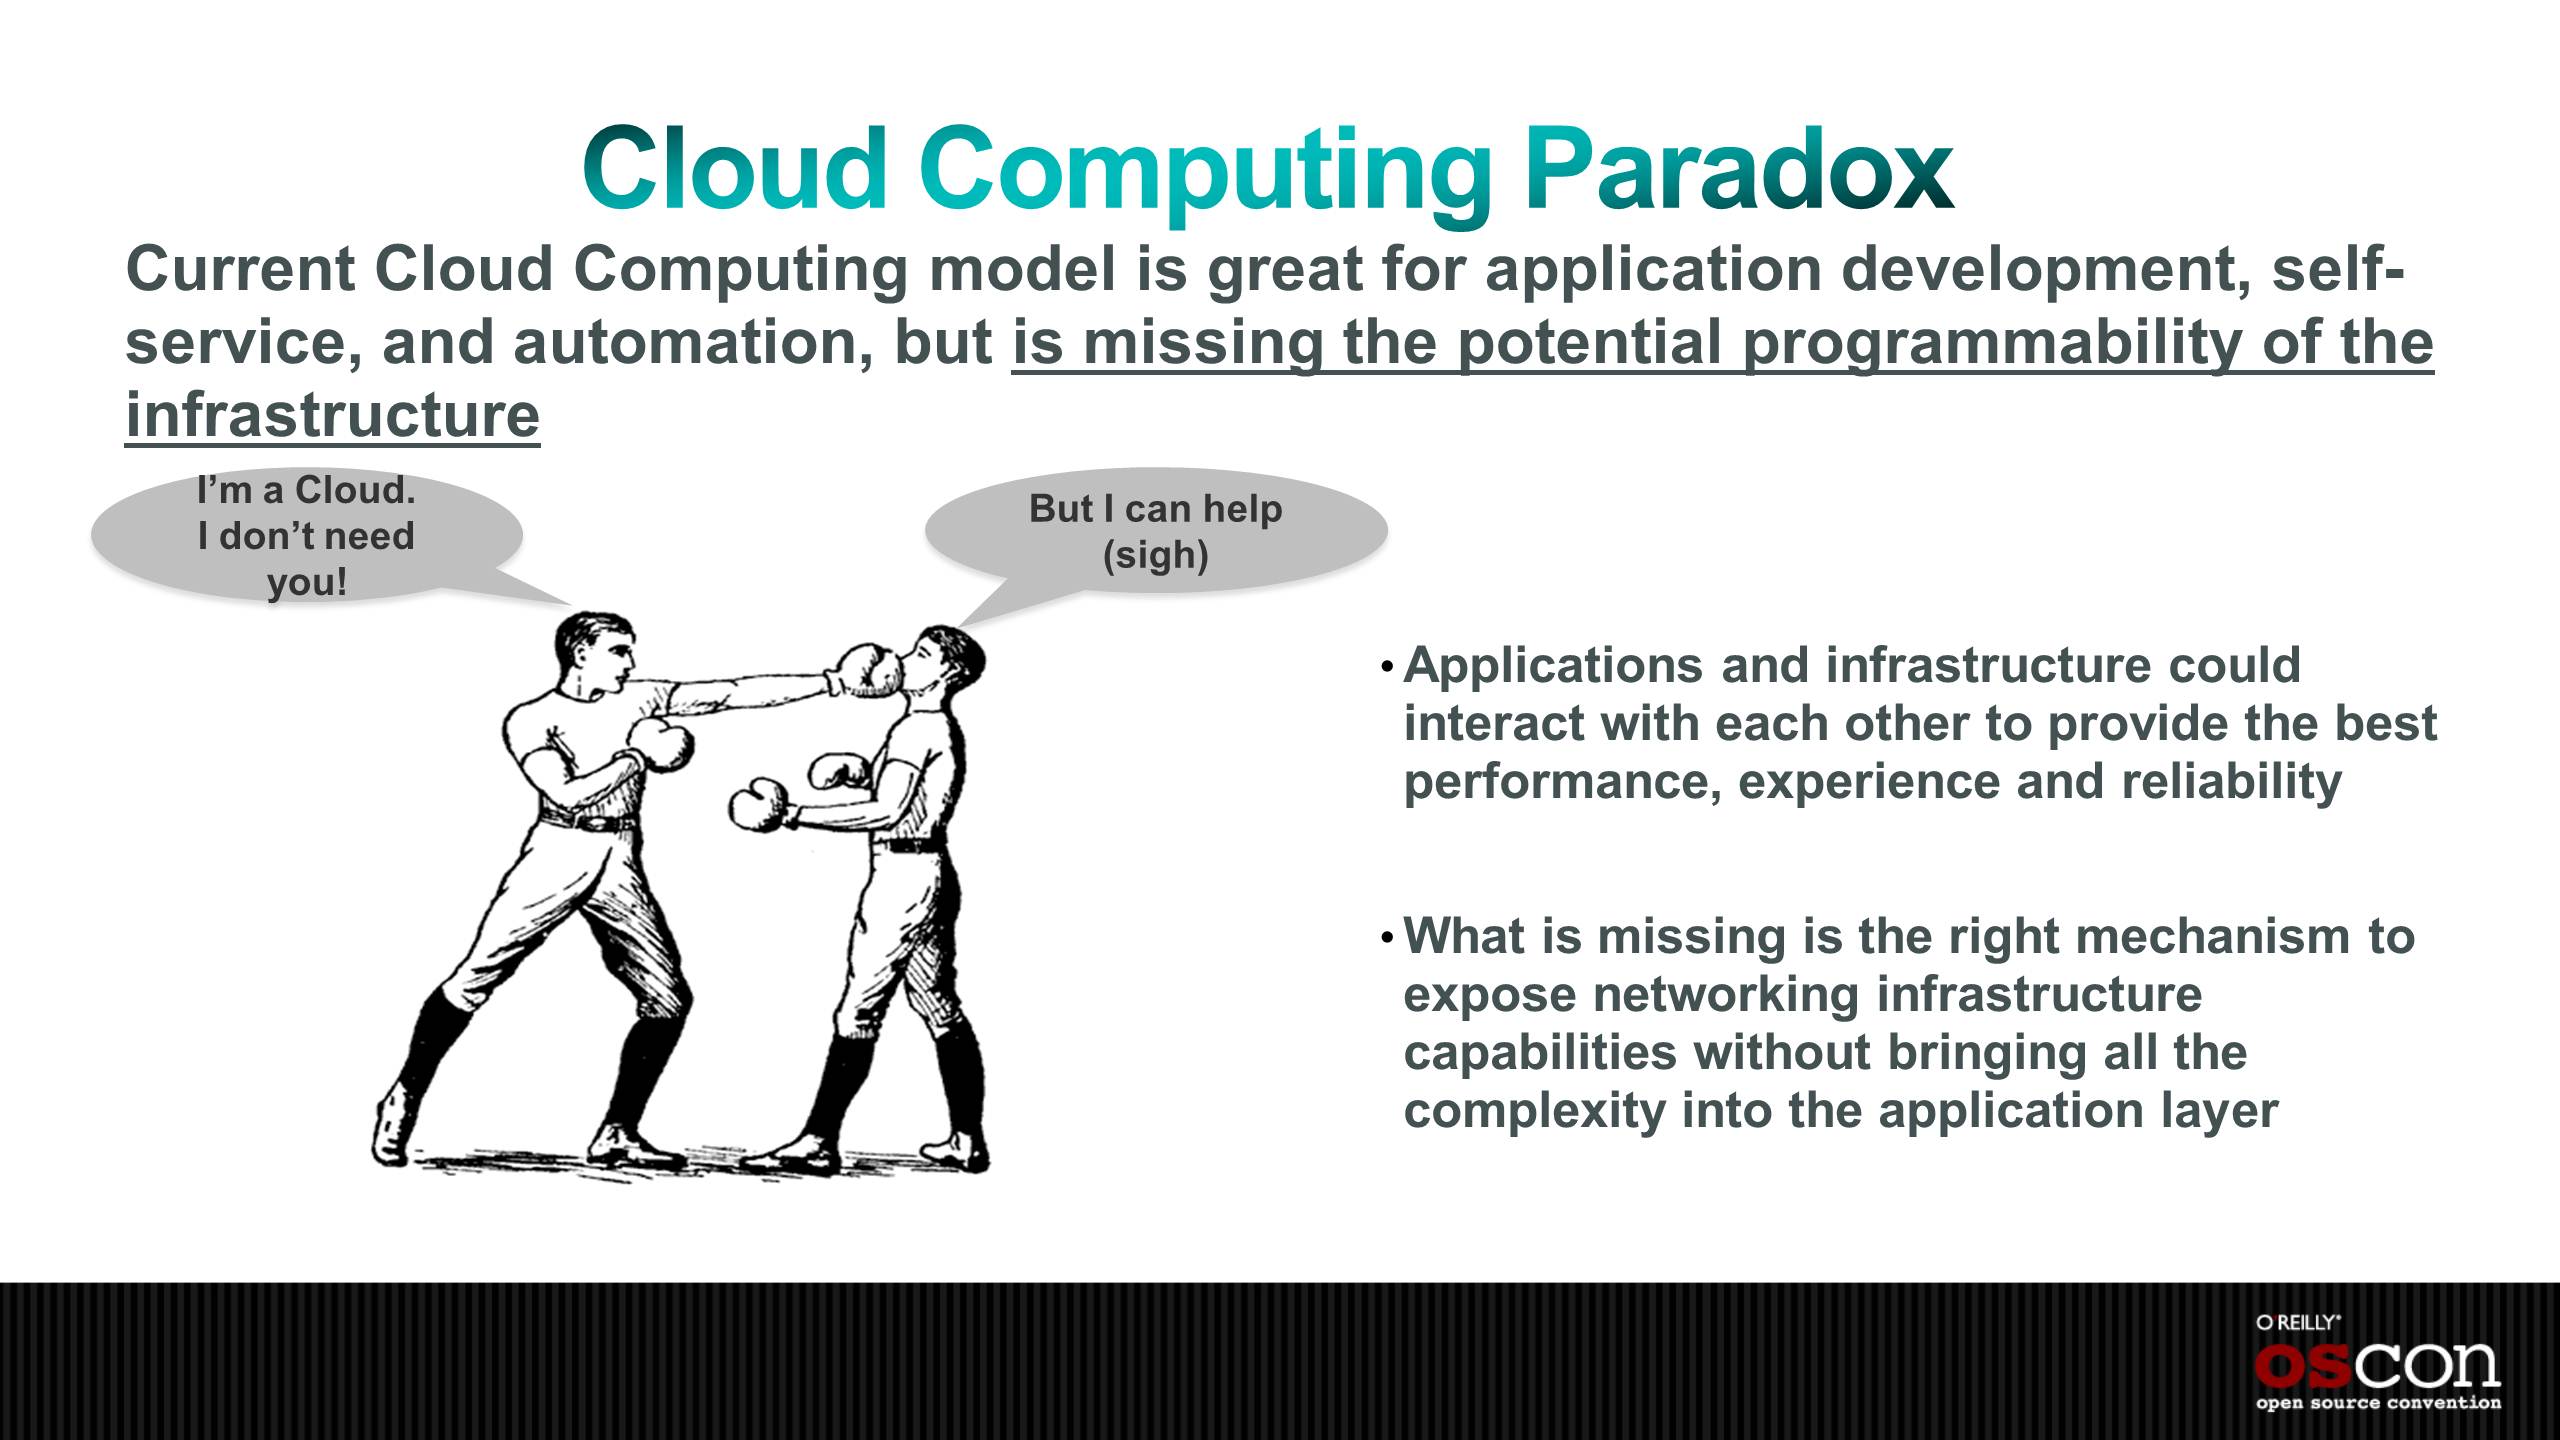 Cloud Computing Paradox
Current Cloud Computing model is great for application development, self-
service, and automation, but is missing the potential programmability of the
infrastructure
I’m a Cloud.
I don’t need
you!
But I can help
(sigh)
• Applications and infrastructure could
interact with each other to provide the best
performance, experience and reliability
• What is missing is the right mechanism to
expose networking infrastructure
capabilities without bringing all the
complexity into the application layer
O'REILLY®
oscon
open source convention